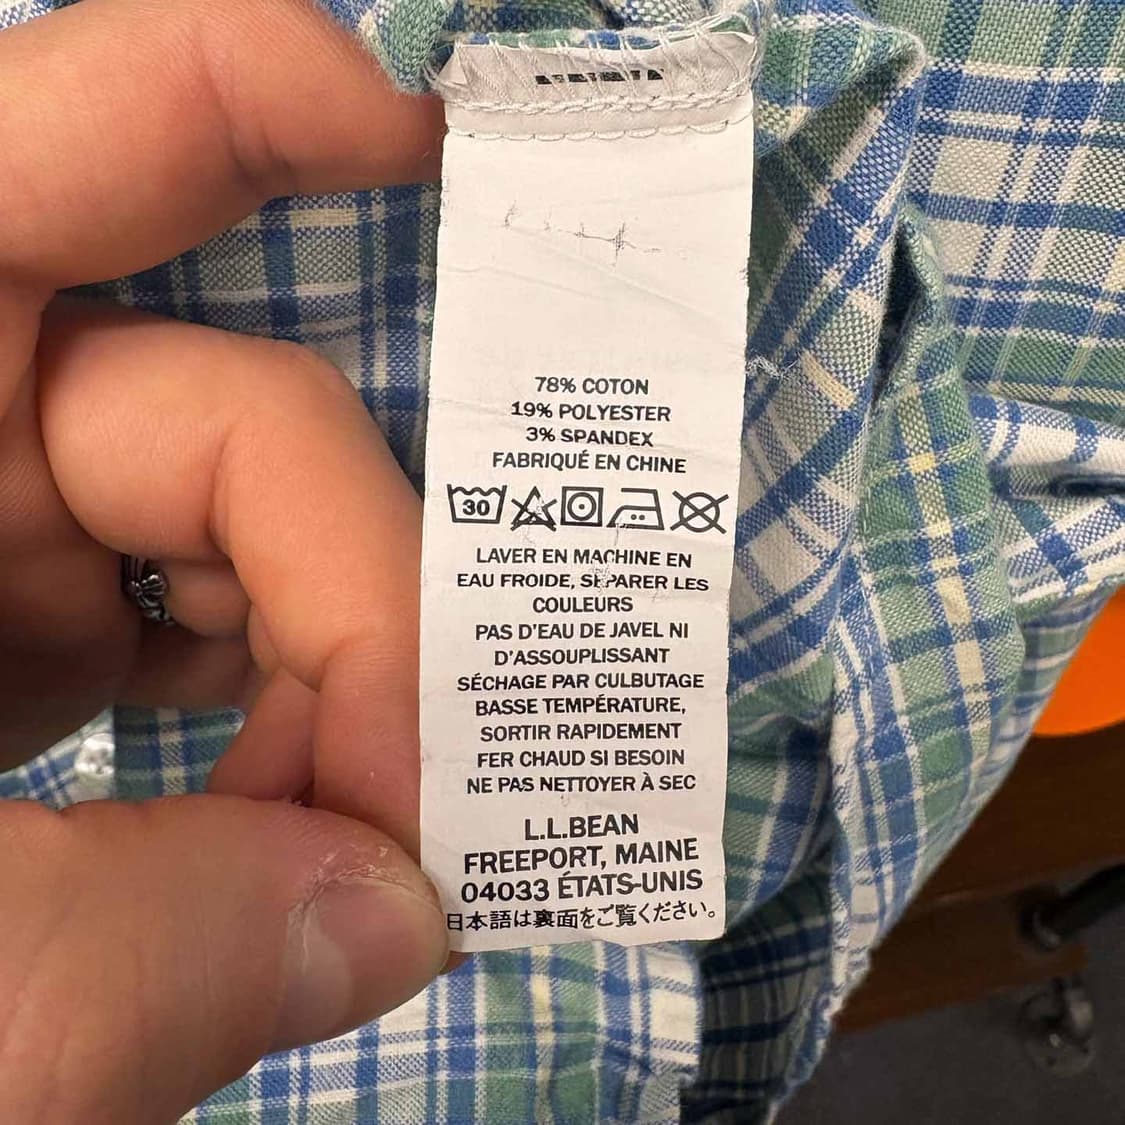 78% COTON
19% POLYESTER
3% SPANDEX
FABRIQUÉ EN CHINE
30
LAVER EN MACHINE EN
EAU FROIDE, SÉPARER LES
COULEURS
PAS D'EAU DE JAVEL NI
D'ASSOUPLISSANT
SÉCHAGE PAR CULBUTAGE
BASSE TEMPÉRATURE,
SORTIR RAPIDEMENT
FER CHAUD SI BESOIN
NE PAS NETTOYER À SEC
L.L.BEAN
FREEPORT, MAINE
04033 ÉTATS-UNIS
日本語は裏面をご覧ください。